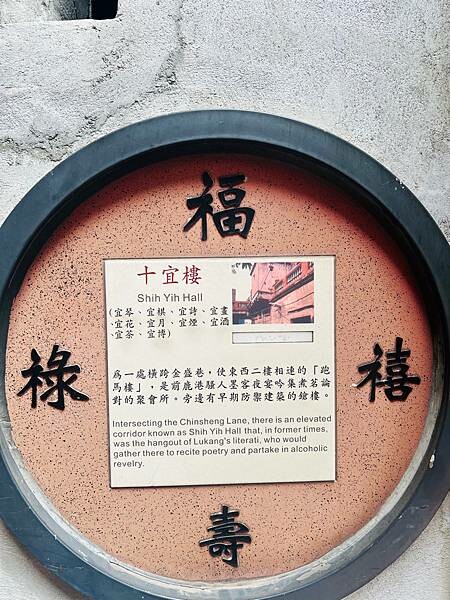 福
十宜樓
Shih Yih Hall
(宜琴、宜棋、宜詩、宜畫
、宜花、宜月、宜煙、宜酒
、宜茶、宜博)
祿
禧
為一處橫跨金盛巷，使東西二樓相連的「跑
馬樓」，是前鹿港騷人墨客夜宴吟集煮茗論
對的聚會所。旁邊有早期防禦建築的鎗樓。
Intersecting the Chinsheng Lane, there is an elevated
corridor known as Shih Yih Hall that, in former times,
was the hangout of Lukang's literati, who would
gather there to recite poetry and partake in alcoholic
revelry.
壽